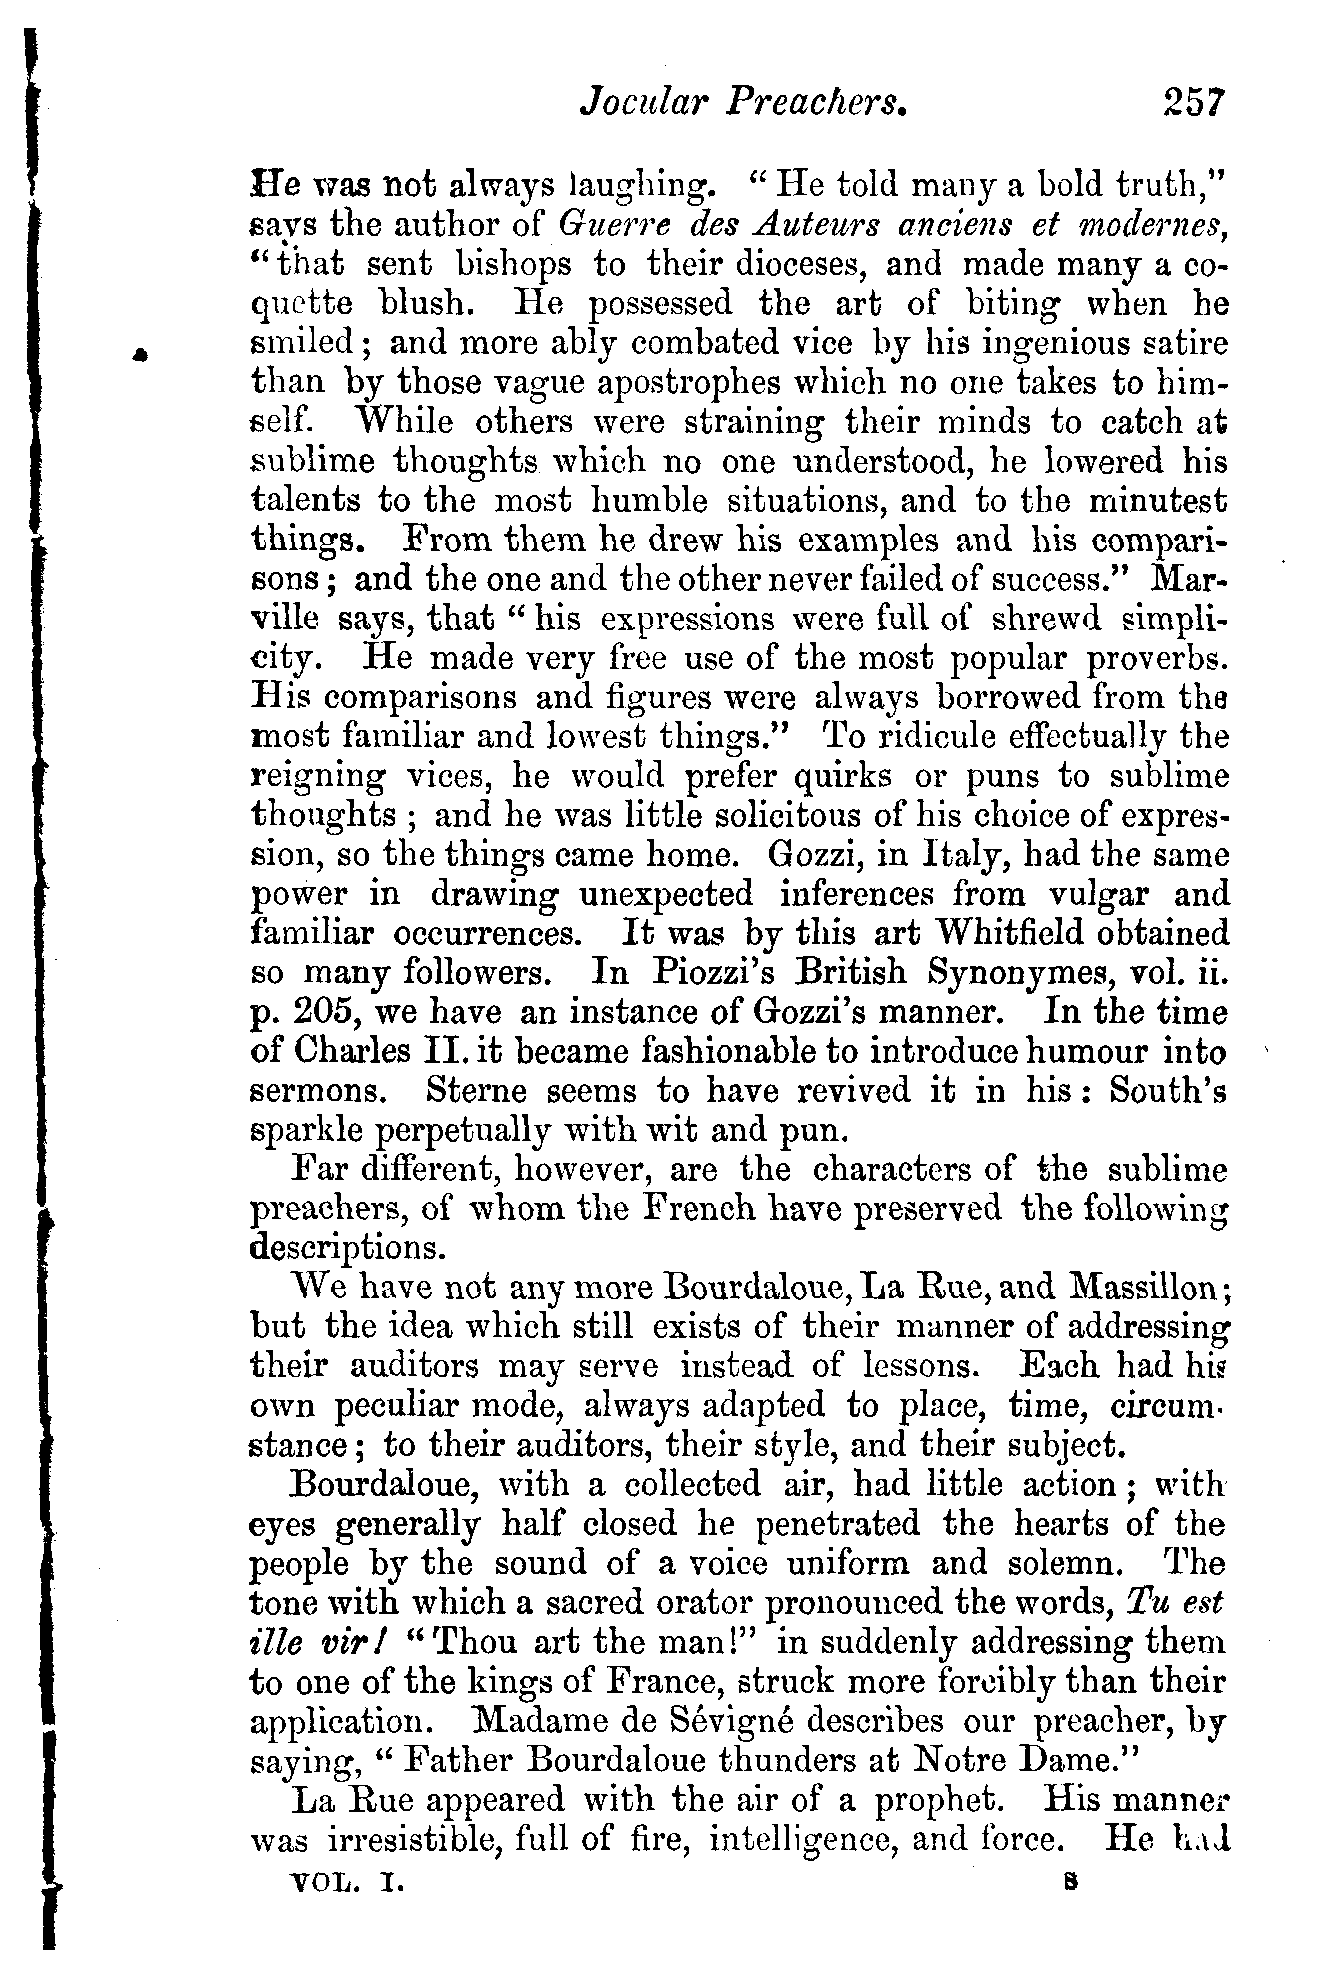 Jocular Preachers. 257
He was not always laughing. “ He told many a bold truth,”
says the author of Guerre des Auteurs anciens et modernes,
“ that sent bishops to their dioceses, and made many a co-
quette blush. He possessed the art of biting when he
smiled ; and more ably combated vice by his ingenious satire
than by those vague apostrophes which no one takes to him-
self. While others were straining their minds to catch at
sublime thoughts which no one understood, he lowered his
talents to the most humble situations, and to the minutest
things. From them he drew his examples and his compari-
sons ; and the one and the other never failed of success.” Mar-
ville says, that “ his expressions were full of shrewd simpli-
city. He made very free use of the most popular proverbs.
His comparisons and figures were always borrowed from the
most familiar and lowest things.” To ridicule effectually the
reigning vices, he would prefer quirks or puns to sublime
thoughts ; and he was little solicitous of his choice of expres-
sion, so the things came home. Gozzi, in Italy, had the same
power in drawing unexpected inferences from vulgar and
familiar occurrences. It was by this art Whitfield obtained
so many followers. In Piozzi’s British Synonymes, vol. ii.
p. 205, we have an instance of Gozzi’s manner. In the time
of Charles II. it became fashionable to introduce humour into
sermons. Sterne seems to have revived it in his : South’s
sparkle perpetually with wit and pun.
Far different, however, are the characters of the sublime
preachers, of whom the French have preserved the following
descriptions.
We have not any more Bourdaloue, La Rue, and Massillon ;
but the idea which still exists of their manner of addressing
their auditors may serve instead of lessons. Each had his
own peculiar mode, always adapted to place, time, circum-
stance ; to their auditors, their style, and their subject.
Bourdaloue, with a collected air, had little action ; with
eyes generally half closed he penetrated the hearts of the
people by the sound of a voice uniform and solemn. The
tone with which a sacred orator pronounced the words, Tu est
ille vir! “ Thou art the man!” in suddenly addressing them
to one of the kings of France, struck more forcibly than their
application. Madame de Sévigné describes our preacher, by
saying, “ Father Bourdaloue thunders at Notre Dame.”
La Rue appeared with the air of a prophet. His manner
was irresistible, full of fire, intelligence, and force. He had
VOL. I. S